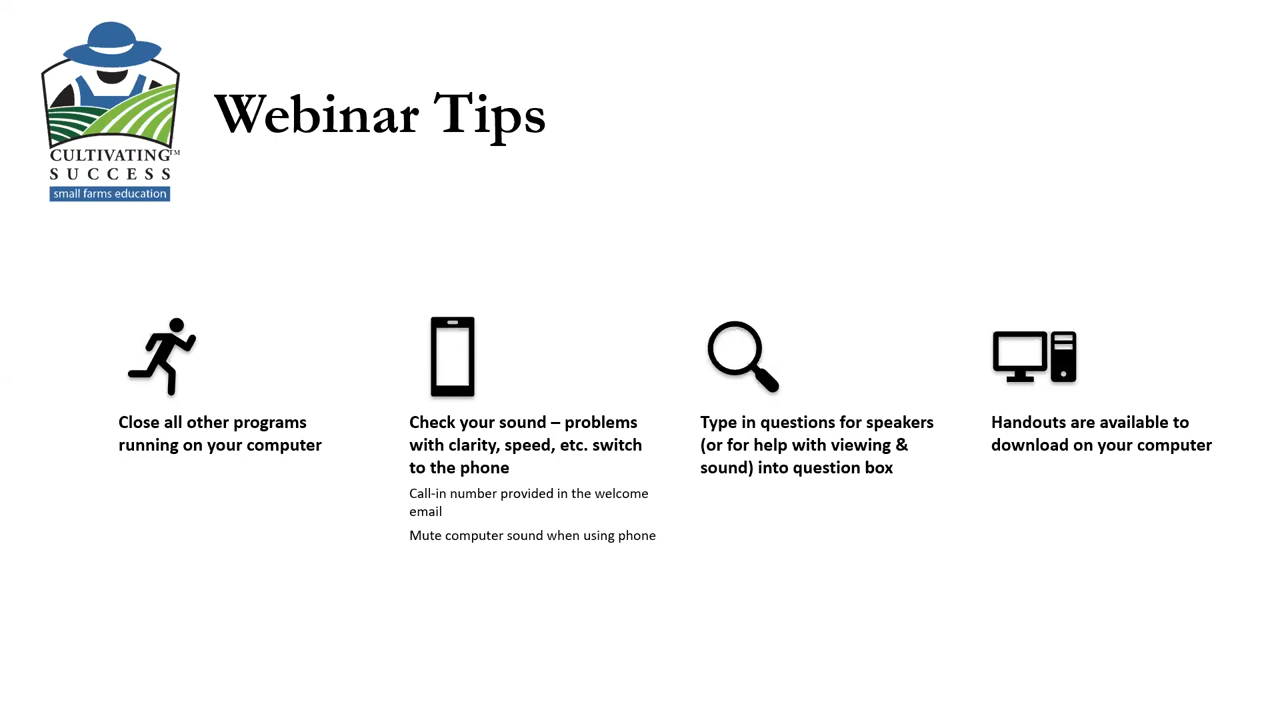 CULTIVATING™
SUCCESS
small farms education
Webinar Tips
Close all other programs
running on your computer
Check your sound – problems
with clarity, speed, etc. switch
to the phone
Call-in number provided in the welcome
email
Mute computer sound when using phone
Type in questions for speakers
(or for help with viewing &
sound) into question box
Handouts are available to
download on your computer